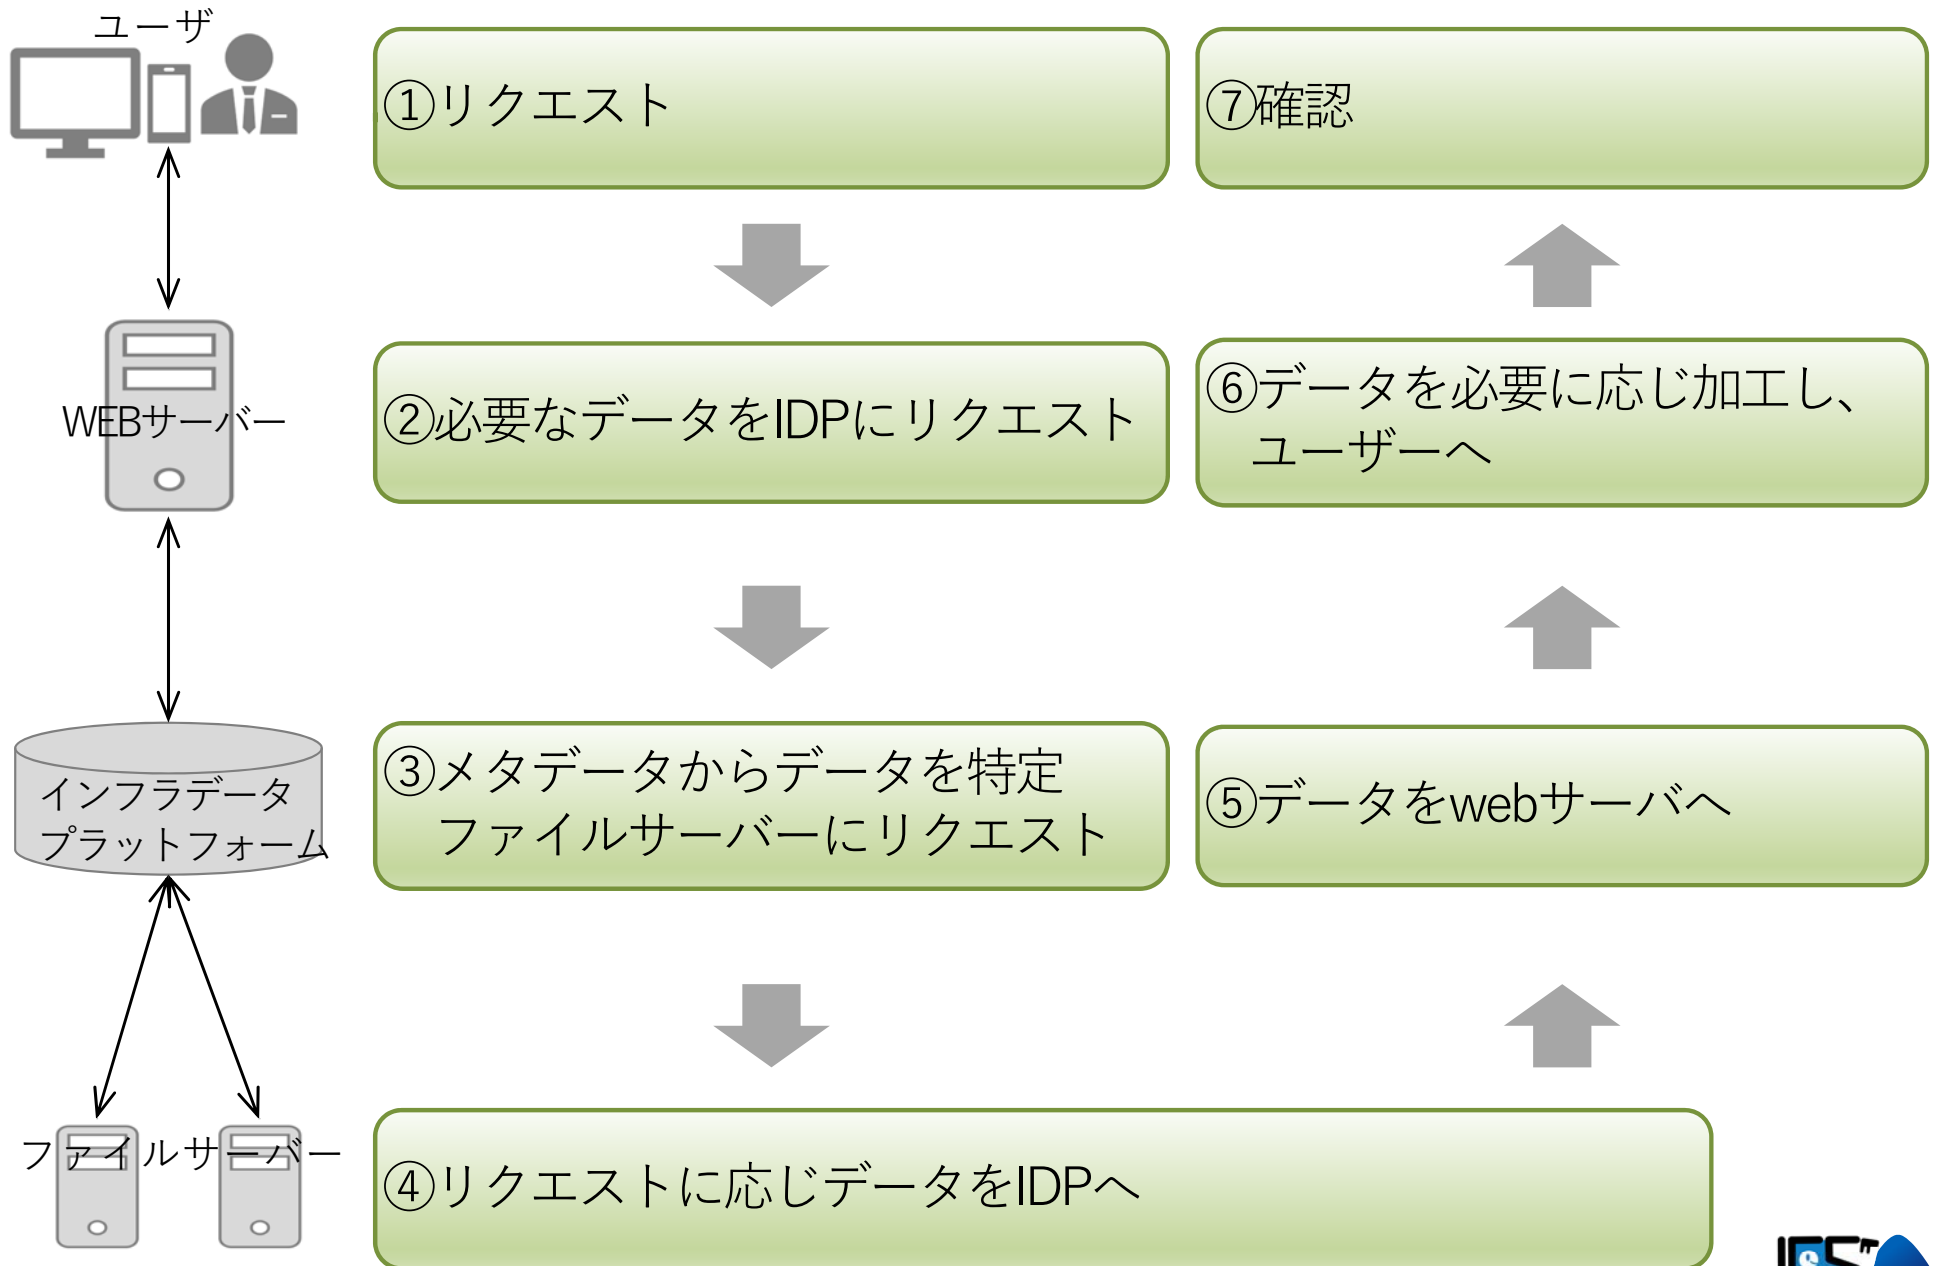 ユーザ
①リクエスト
⑦確認
WEBサーバー
②必要なデータをIDPにリクエスト
⑥データを必要に応じ加工し、
ユーザーへ
インフラデータ
プラットフォーム
③メタデータからデータを特定
ファイルサーバーにリクエスト
⑤データをwebサーバへ
ファイルサーバー
④リクエストに応じデータをIDPへ